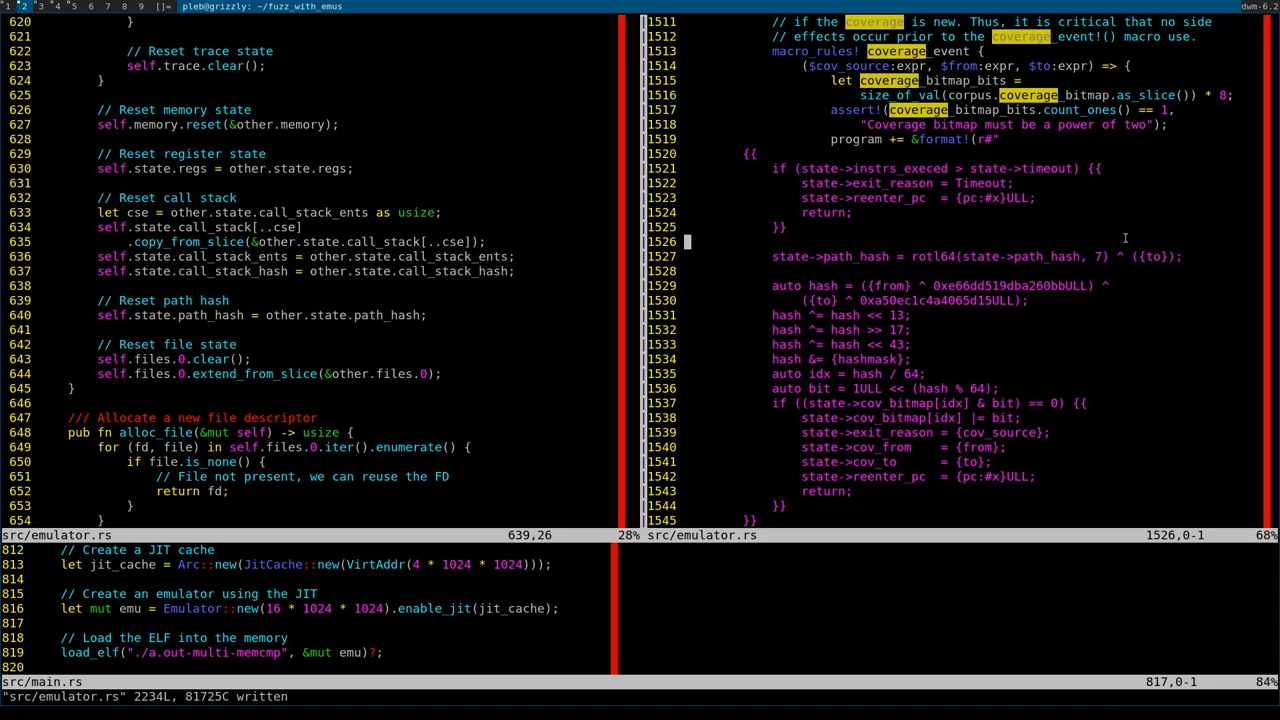 1 2 3 4 5 6 7 8 9 []= pleb@grizzly: ~/fuzz_with_emus dwm-6.2
620             }
621
622             // Reset trace state
623             self.trace.clear();
624         }
625
626         // Reset memory state
627         self.memory.reset(&other.memory);
628
629         // Reset register state
630         self.state.regs = other.state.regs;
631
632         // Reset call stack
633         let cse = other.state.call_stack_ents as usize;
634         self.state.call_stack[..cse]
635             .copy_from_slice(&other.state.call_stack[..cse]);
636         self.state.call_stack_ents = other.state.call_stack_ents;
637         self.state.call_stack_hash = other.state.call_stack_hash;
638
639         // Reset path hash
640         self.state.path_hash = other.state.path_hash;
641
642         // Reset file state
643         self.files.0.clear();
644         self.files.0.extend_from_slice(&other.files.0);
645     }
646
647     /// Allocate a new file descriptor
648     pub fn alloc_file(&mut self) -> usize {
649         for (fd, file) in self.files.0.iter().enumerate() {
650             if file.is_none() {
651                 // File not present, we can reuse the FD
652                 return fd;
653             }
654         }
src/emulator.rs 639,26 28%
1511             // if the coverage is new. Thus, it is critical that no side
1512             // effects occur prior to the coverage_event!() macro use.
1513             macro_rules! coverage_event {
1514                 ($cov_source:expr, $from:expr, $to:expr) => {
1515                     let coverage_bitmap_bits =
1516                         size_of_val(corpus.coverage_bitmap.as_slice()) * 8;
1517                     assert!(coverage_bitmap_bits.count_ones() == 1,
1518                         "Coverage bitmap must be a power of two");
1519                     program += &format!(r#"
1520         {{
1521             if (state->instrs_execed > state->timeout) {{
1522                 state->exit_reason = Timeout;
1523                 state->reenter_pc  = {pc:#x}ULL;
1524                 return;
1525             }}
1526
1527             state->path_hash = rotl64(state->path_hash, 7) ^ ({to});
1528
1529             auto hash = ({from} ^ 0xe66dd519dba260bbULL) ^
1530                 ({to} ^ 0xa50ec1c4a4065d15ULL);
1531             hash ^= hash << 13;
1532             hash ^= hash >> 17;
1533             hash ^= hash << 43;
1534             hash &= {hashmask};
1535             auto idx = hash / 64;
1536             auto bit = 1ULL << (hash % 64);
1537             if ((state->cov_bitmap[idx] & bit) == 0) {{
1538                 state->cov_bitmap[idx] |= bit;
1539                 state->exit_reason = {cov_source};
1540                 state->cov_from    = {from};
1541                 state->cov_to      = {to};
1542                 state->reenter_pc  = {pc:#x}ULL;
1543                 return;
1544             }}
1545         }}
src/emulator.rs 1526,0-1 68%
812     // Create a JIT cache
813     let jit_cache = Arc::new(JitCache::new(VirtAddr(4 * 1024 * 1024)));
814
815     // Create an emulator using the JIT
816     let mut emu = Emulator::new(16 * 1024 * 1024).enable_jit(jit_cache);
817
818     // Load the ELF into the memory
819     load_elf("./a.out-multi-memcmp", &mut emu)?;
820
src/main.rs 817,0-1 84%
"src/emulator.rs" 2234L, 81725C written